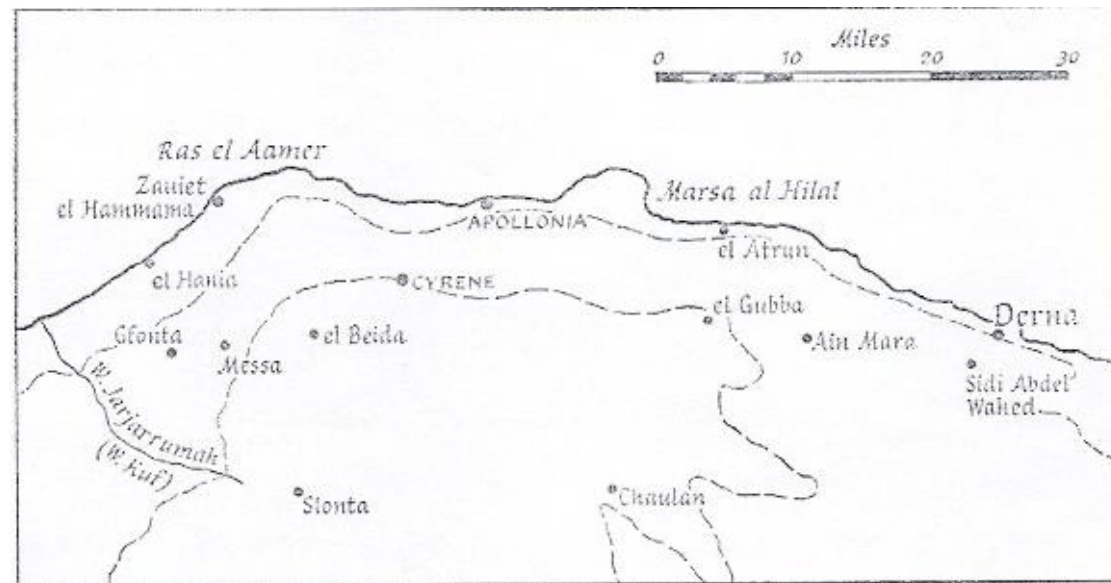 Miles
0 10 20 30
Ras el Aamer
Zauiet
el Hammama
Marsa al Hilal
APOLLONIA
el Atrun
el Hania
CYRENE
el Gubba
Derna
Gfonta
Messa
el Beida
Ain Mara
Sidi Abdel
Wahed
W. Jarjarrumah
(W. Kuf)
Slonta
Chaulan